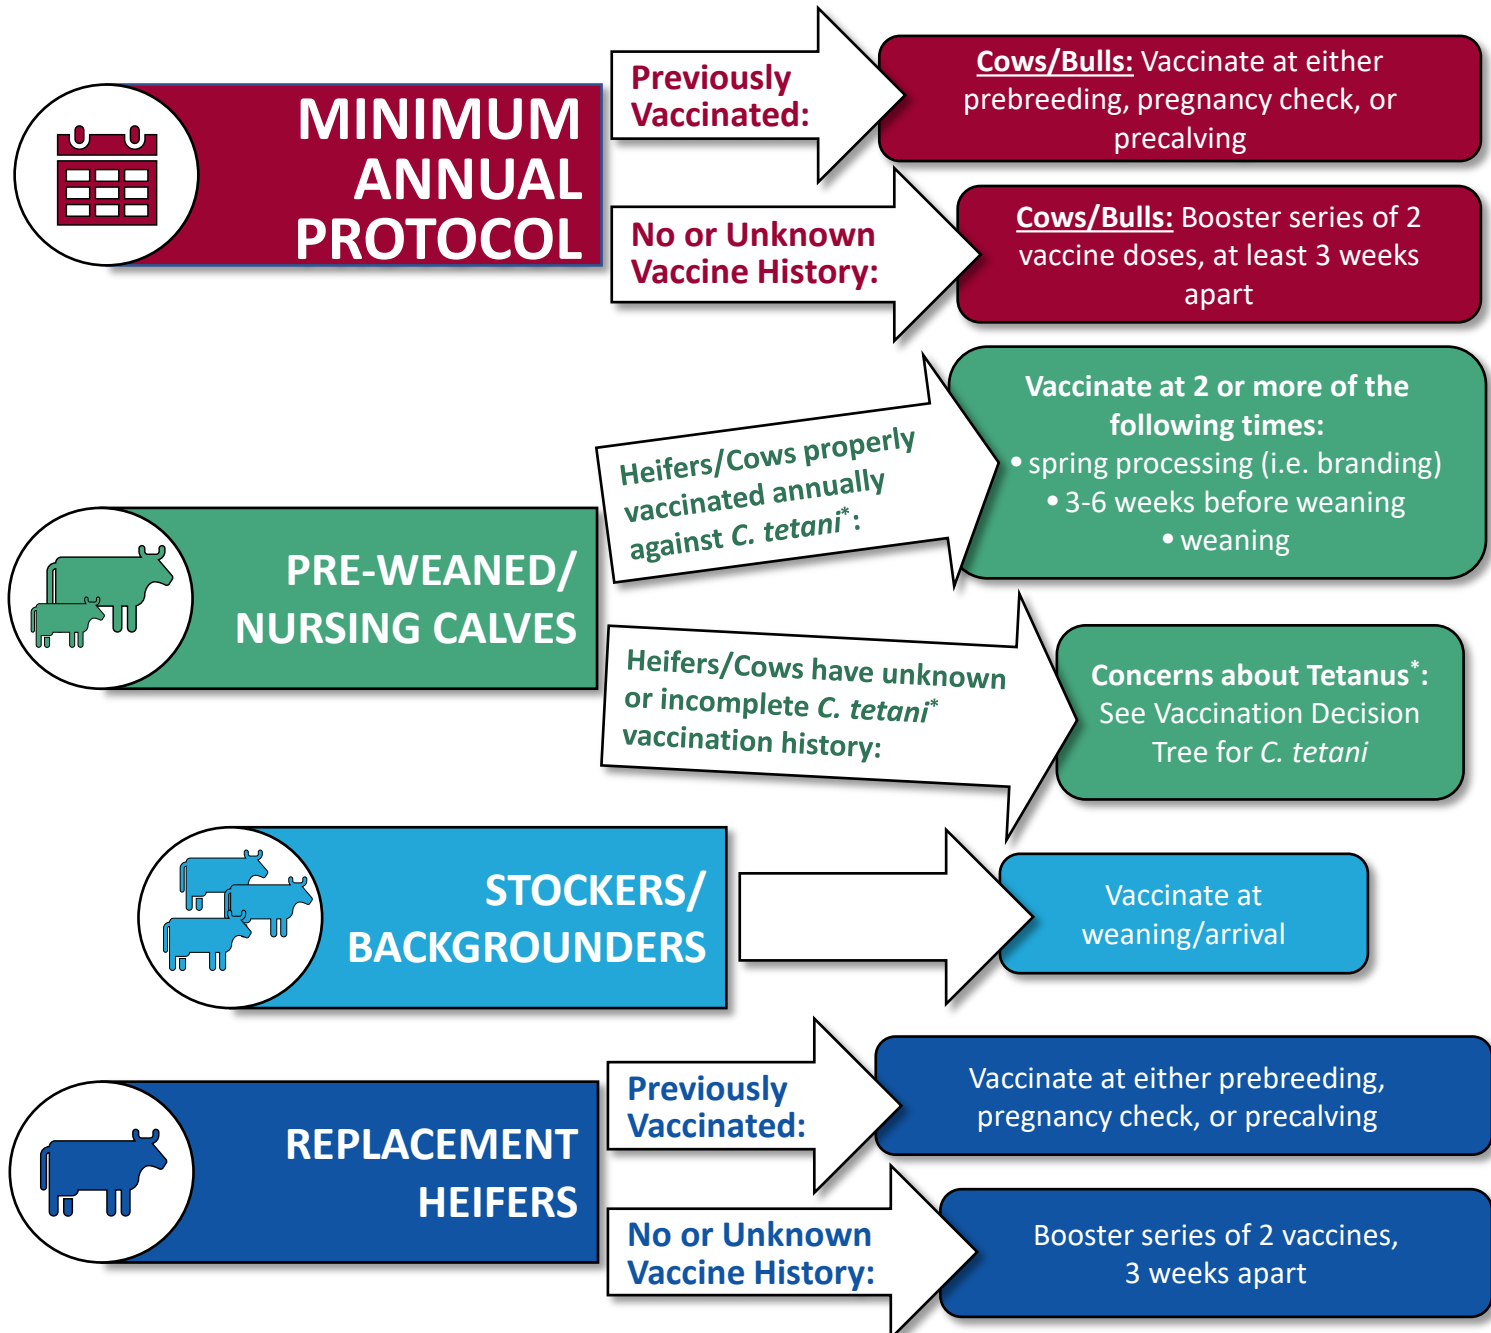 MINIMUM
ANNUAL
PROTOCOL
Previously
Vaccinated:
Cows/Bulls: Vaccinate at either
prebreeding, pregnancy check, or
precalving
No or Unknown
Vaccine History:
Cows/Bulls: Booster series of 2
vaccine doses, at least 3 weeks
apart
PRE-WEANED/
NURSING CALVES
Heifers/Cows properly
vaccinated annually
against C. tetani*:
Vaccinate at 2 or more of the
following times:
• spring processing (i.e. branding)
• 3-6 weeks before weaning
• weaning
Heifers/Cows have unknown
or incomplete C. tetani*
vaccination history:
Concerns about Tetanus*:
See Vaccination Decision
Tree for C. tetani
STOCKERS/
BACKGROUNDERS
Vaccinate at
weaning/arrival
REPLACEMENT
HEIFERS
Previously
Vaccinated:
Vaccinate at either prebreeding,
pregnancy check, or precalving
No or Unknown
Vaccine History:
Booster series of 2 vaccines,
3 weeks apart